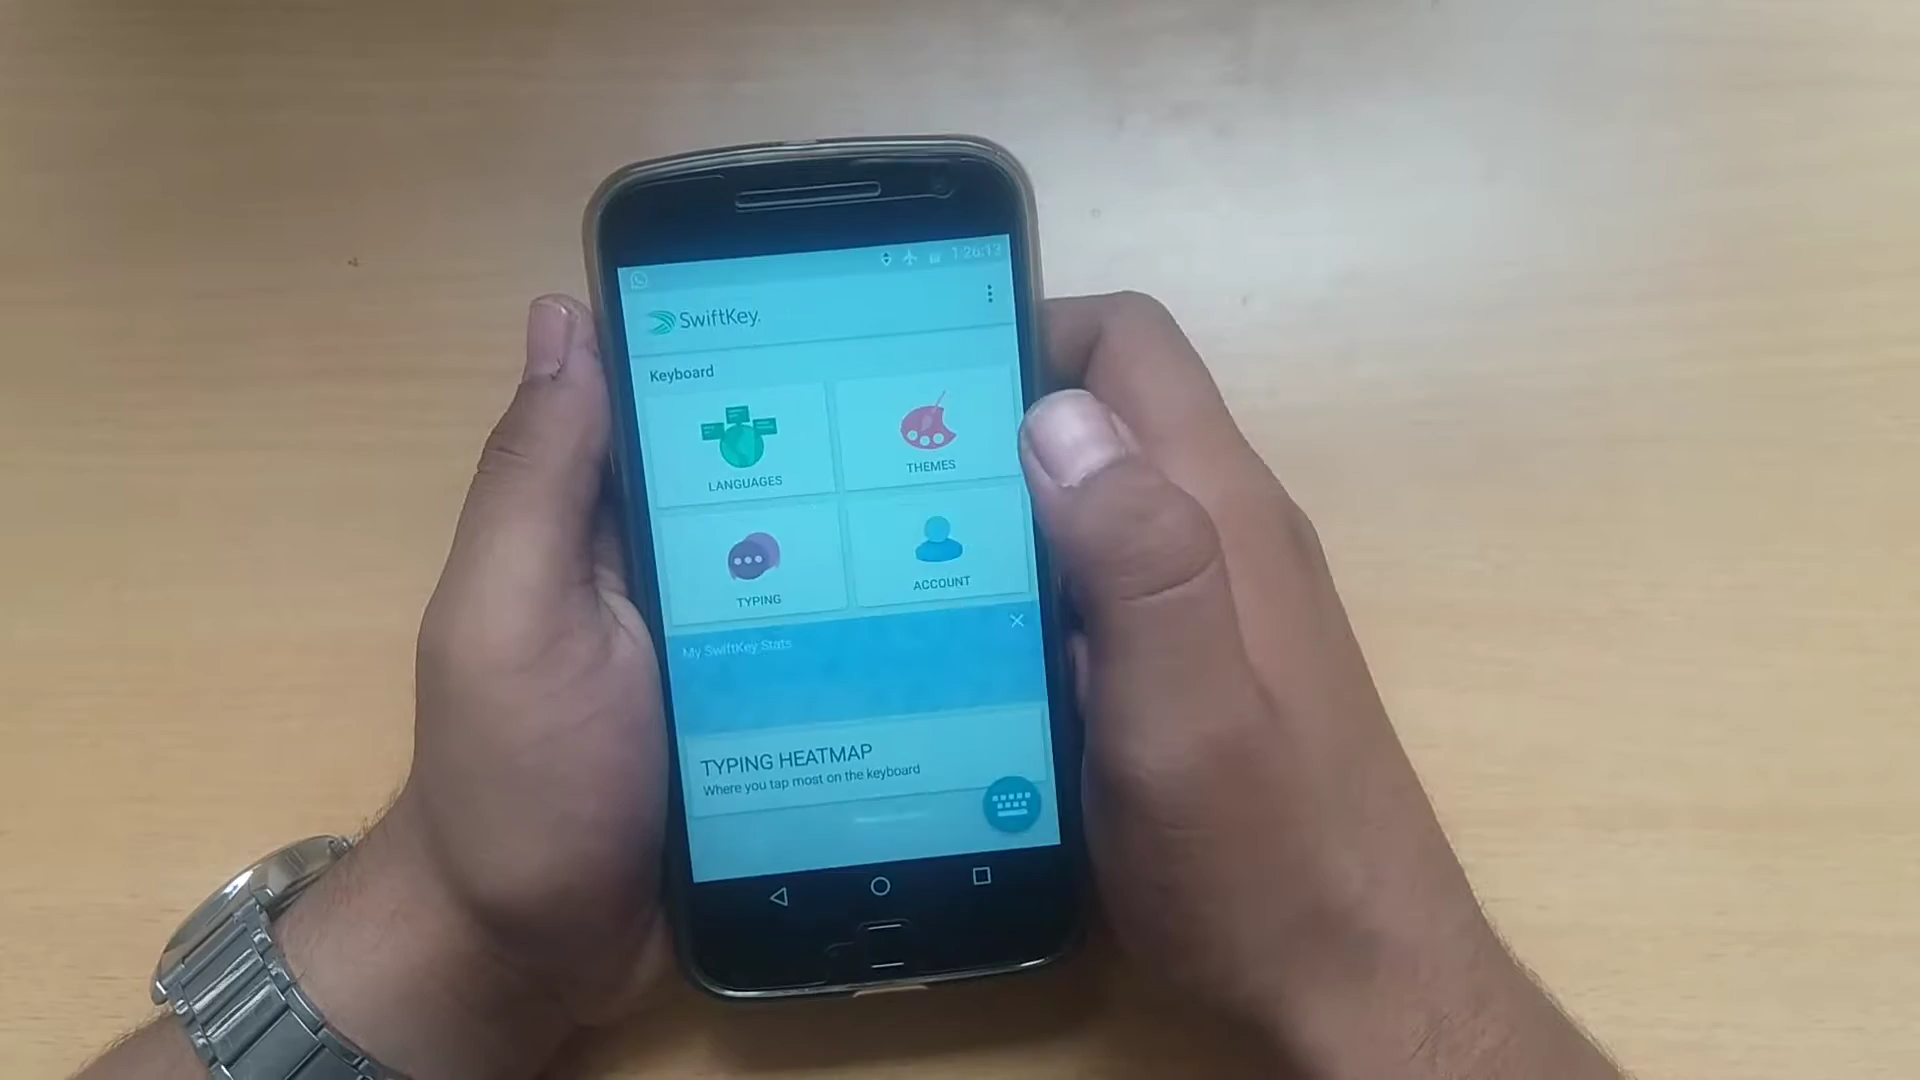 1:26:13
SwiftKey.
Keyboard
LANGUAGES
THEMES
TYPING
ACCOUNT
My SwiftKey Stats
TYPING HEATMAP
Where you tap most on the keyboard